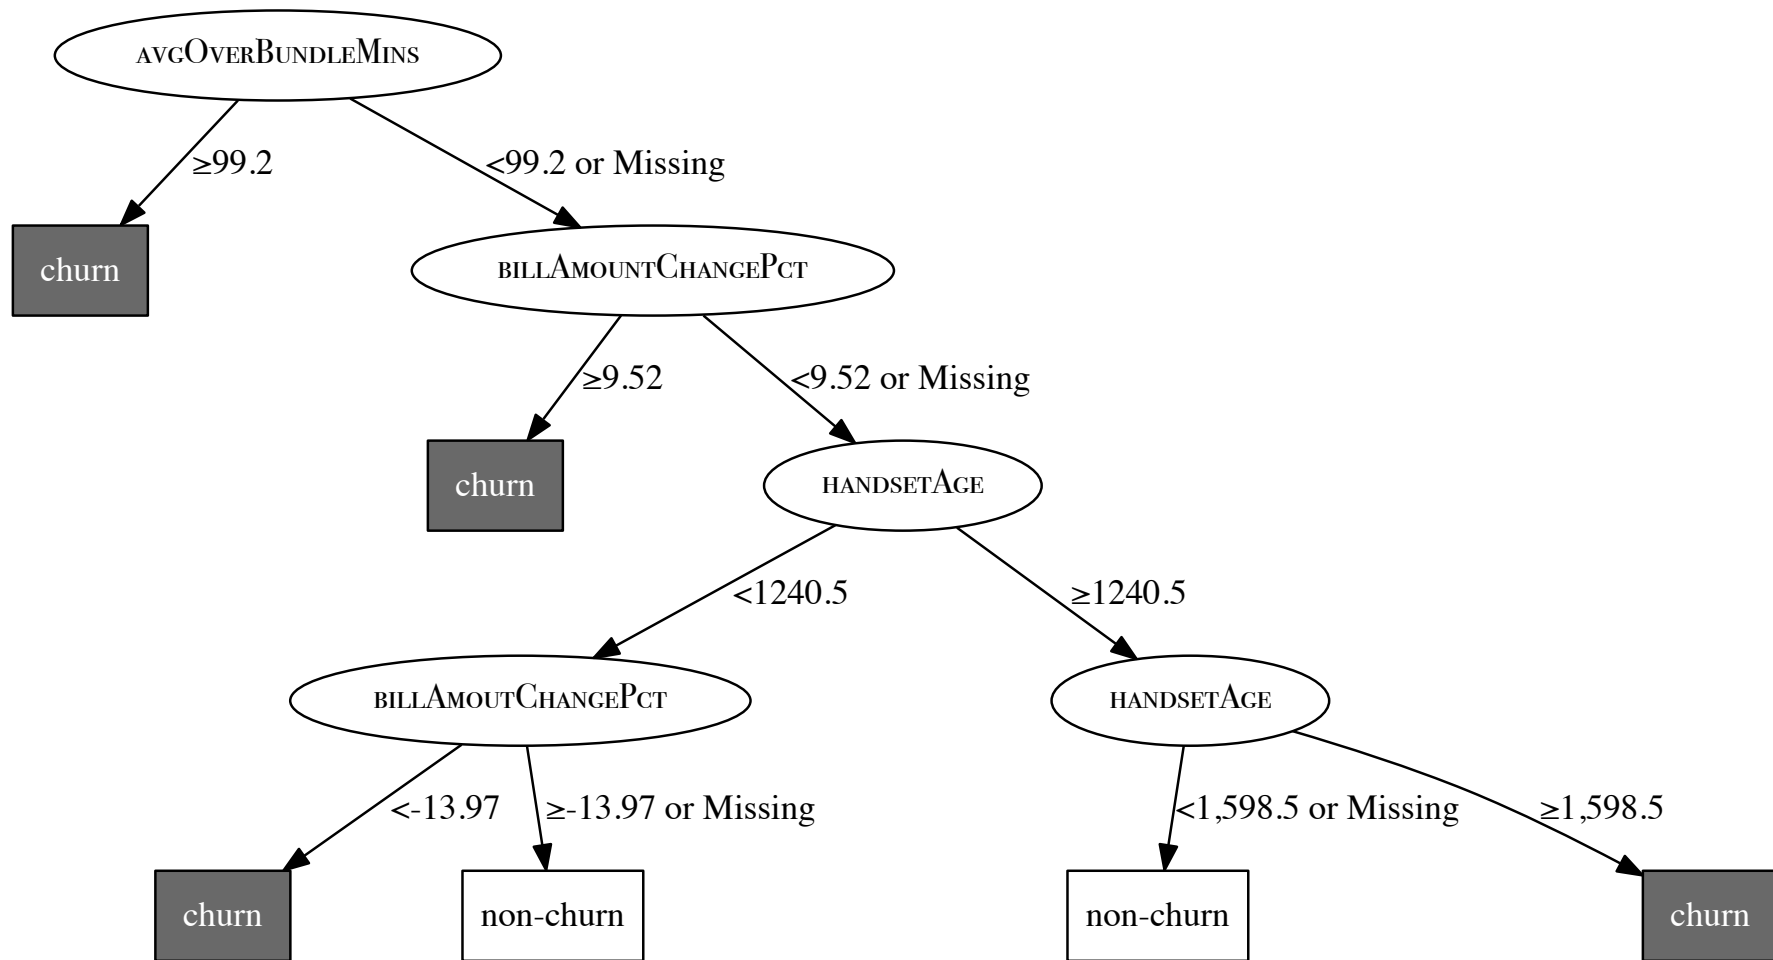 avgOverBundleMins
≥99.2
<99.2 or Missing
churn
billAmountChangePct
≥9.52
<9.52 or Missing
churn
handsetAge
<1240.5
≥1240.5
billAmoutChangePct
handsetAge
<-13.97
≥-13.97 or Missing
<1,598.5 or Missing
≥1,598.5
churn
non-churn
non-churn
churn